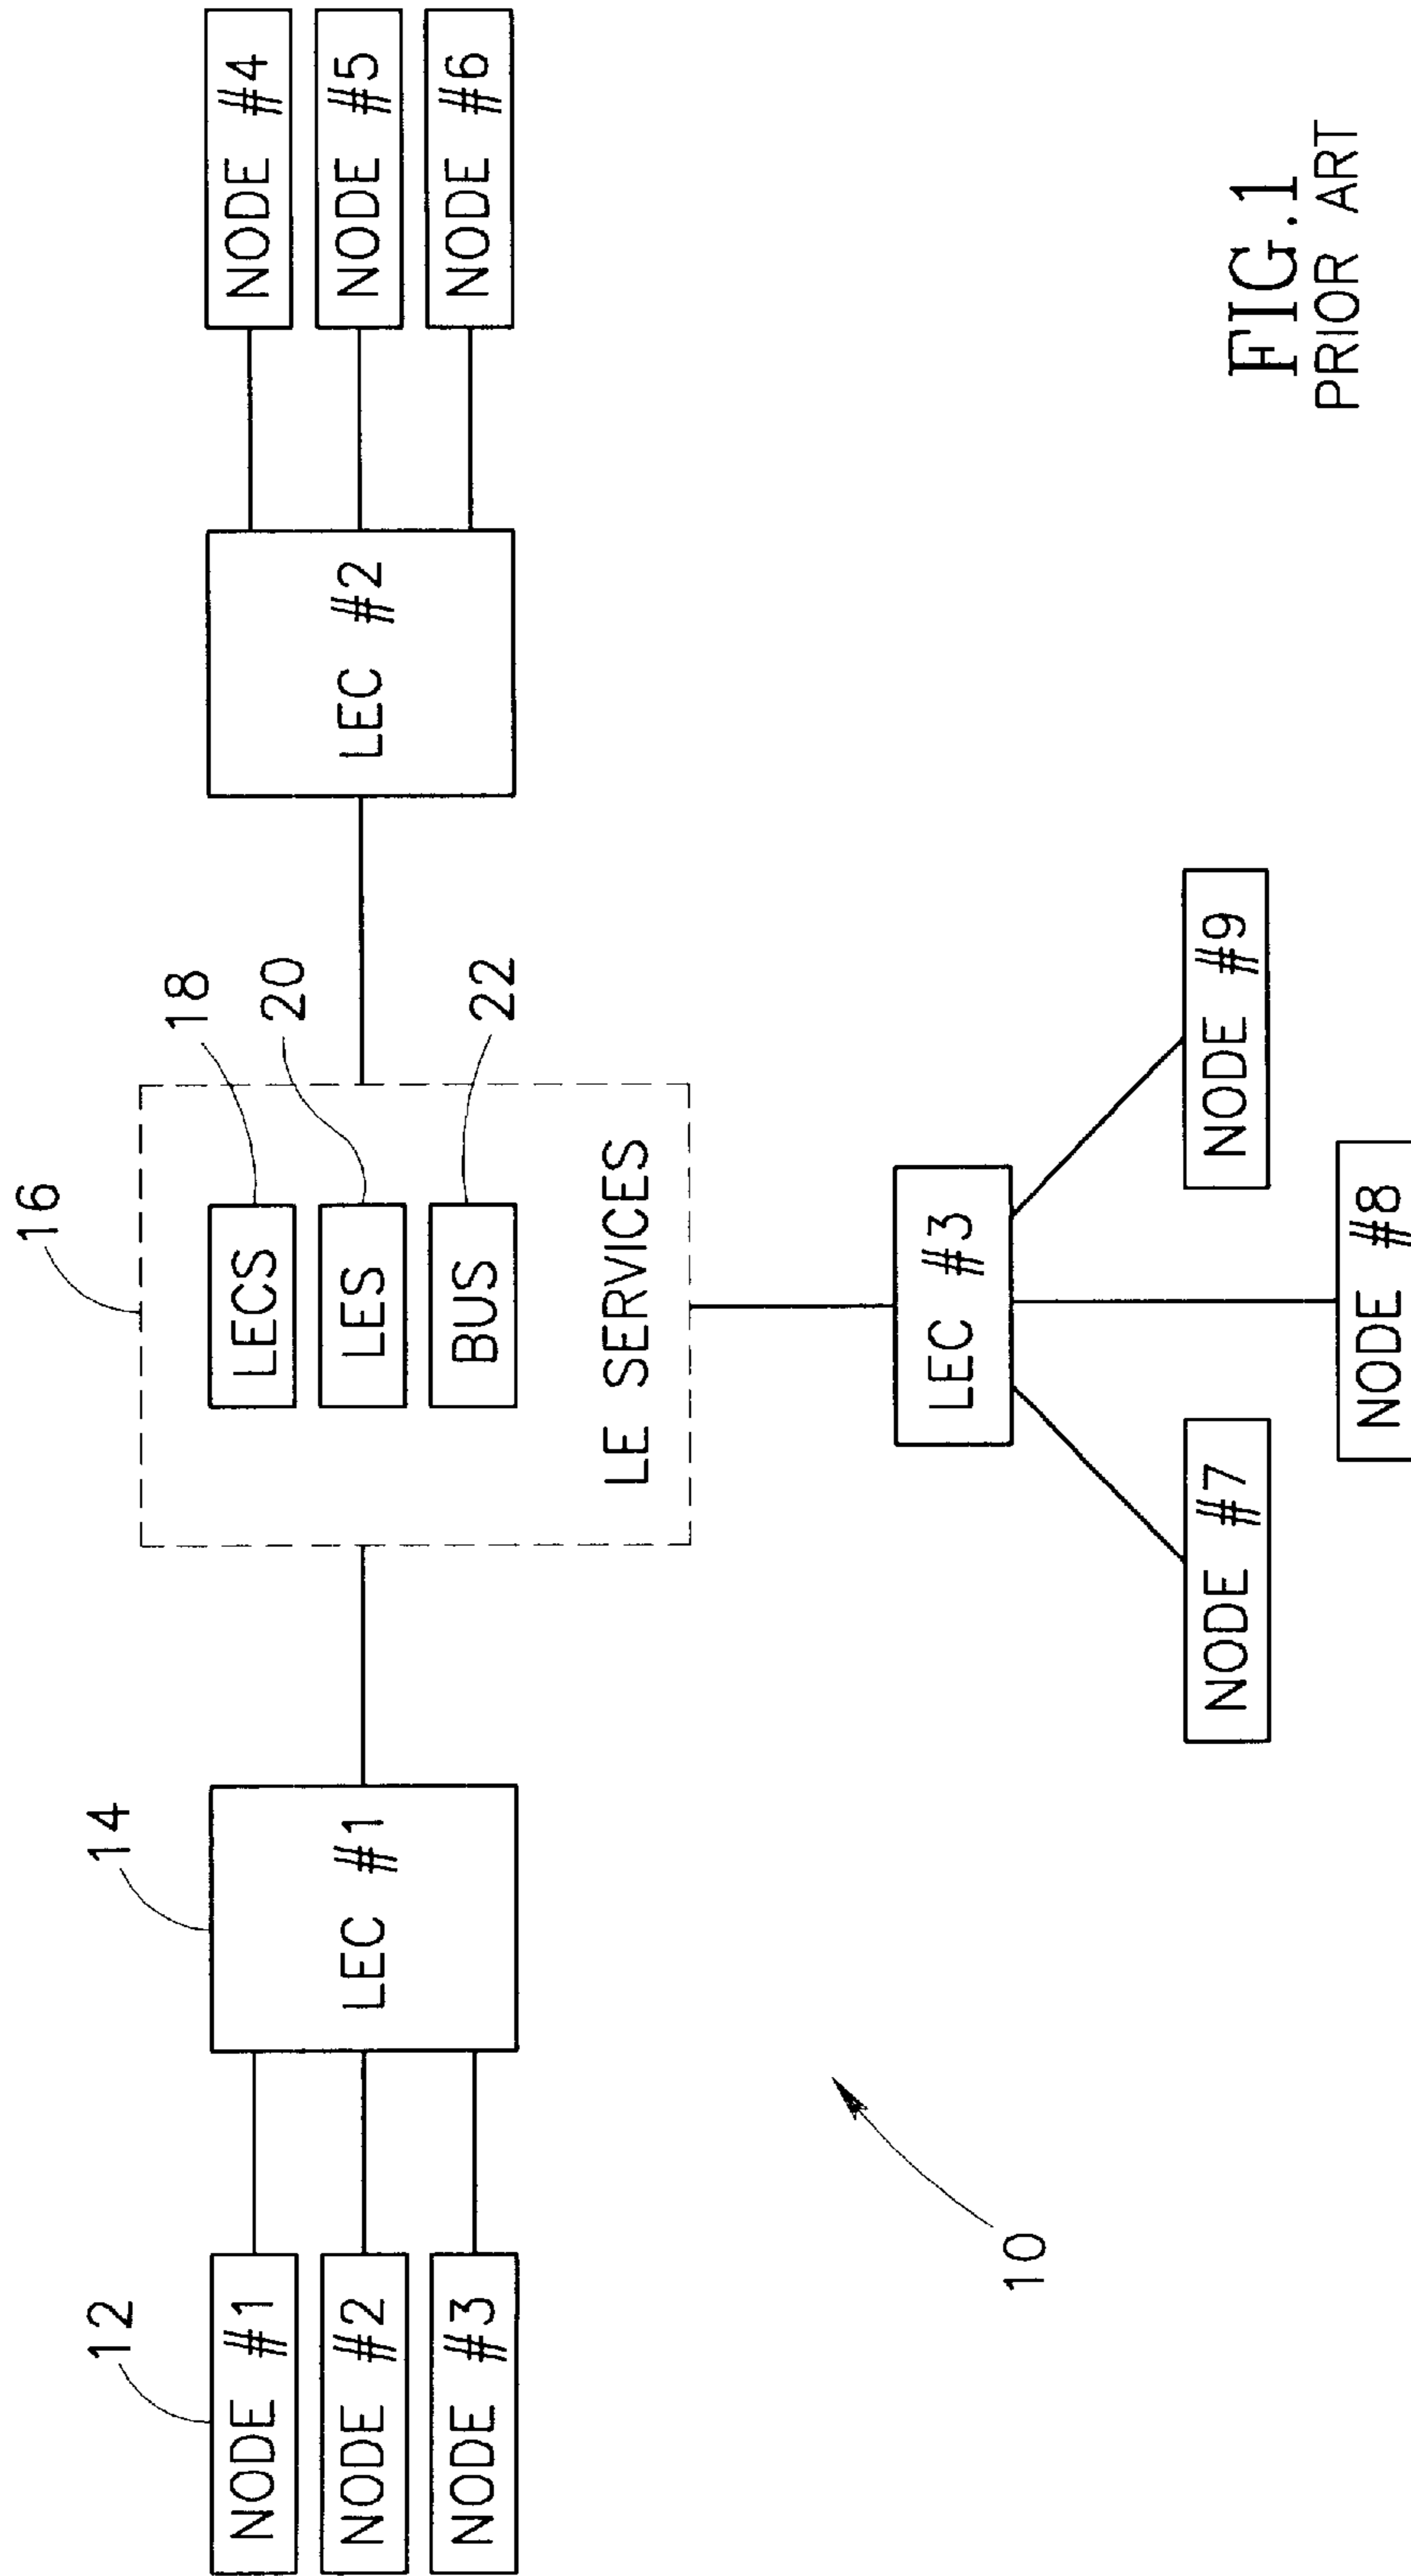 16
14
18
12
20
22
NODE #1
NODE #2
NODE #3
LEC #1
LECS
LES
BUS
LE SERVICES
LEC #2
NODE #4
NODE #5
NODE #6
LEC #3
10
NODE #7
NODE #9
NODE #8
FIG.1
PRIOR ART